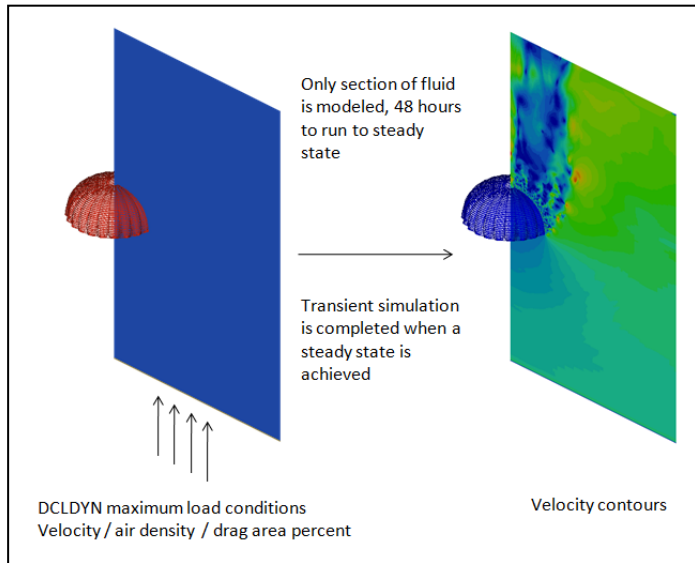 Only section of fluid
is modeled, 48 hours
to run to steady
state
Transient simulation
is completed when a
steady state is
achieved
DCLDYN maximum load conditions
Velocity / air density / drag area percent
Velocity contours